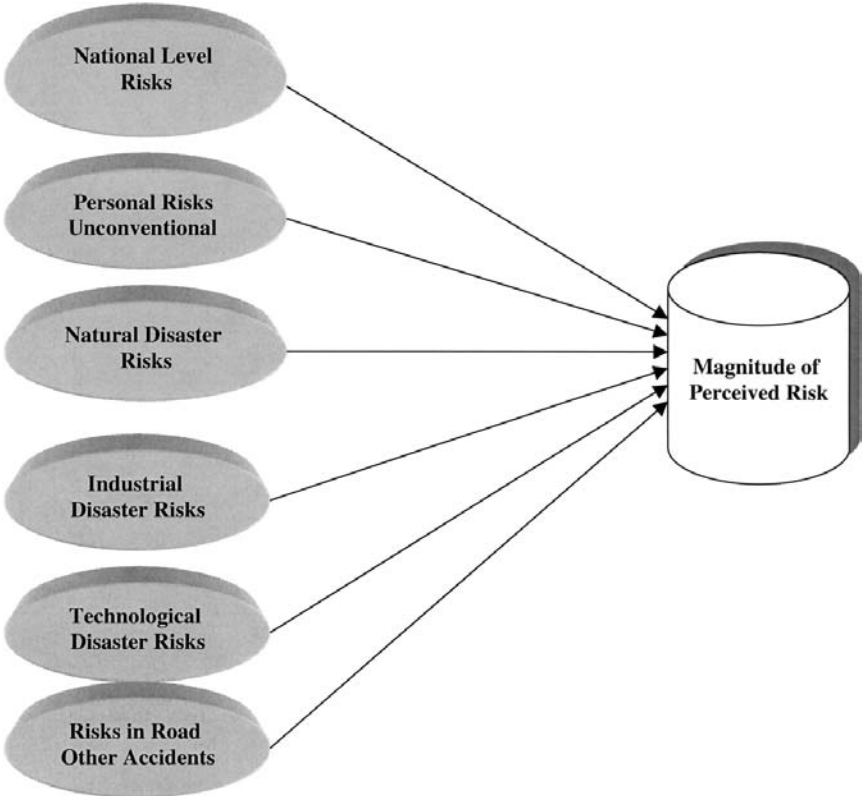 National Level
Risks
Personal Risks
Unconventional
Natural Disaster
Risks
Industrial
Disaster Risks
Technological
Disaster Risks
Risks in Road
Other Accidents
Magnitude of
Perceived Risk